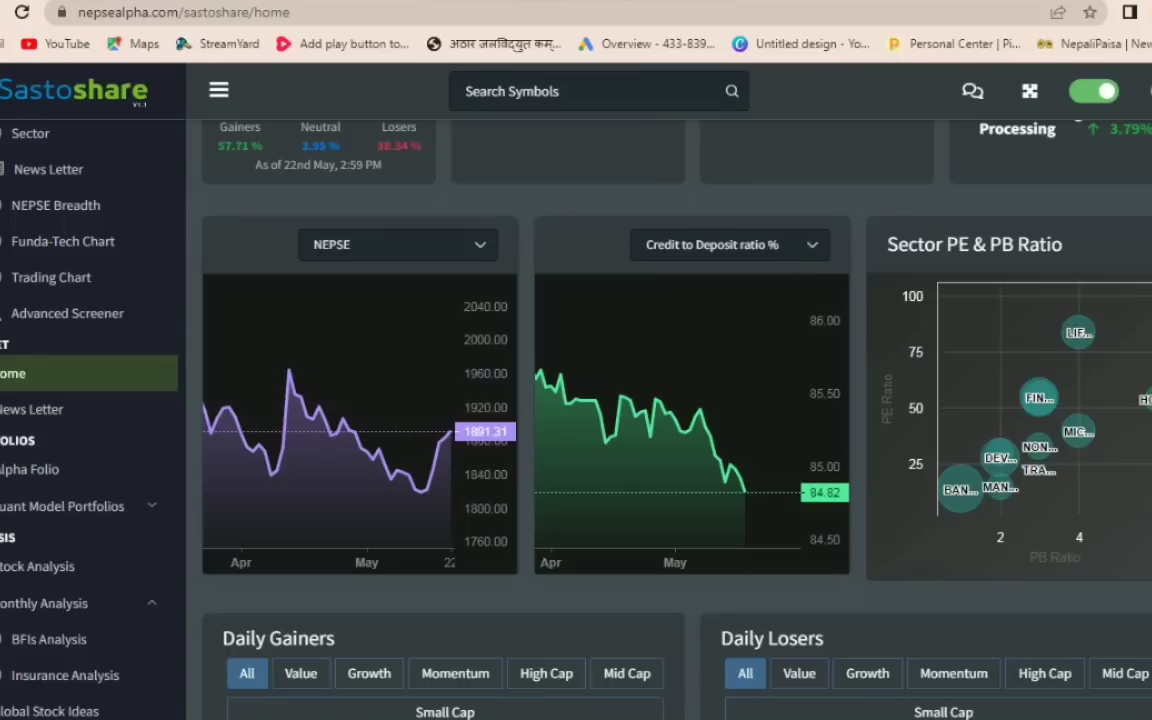 nepsealpha.com/sastoshare/home
YouTube Maps StreamYard Add play button to... अठार जलविद्युत कम्... Overview - 433-839... Untitled design - Yo... Personal Center | Pi... NepaliPaisa | New
Sastoshare
V1.1
Search Symbols
Sector
News Letter
NEPSE Breadth
Funda-Tech Chart
Trading Chart
Advanced Screener
ET
ome
News Letter
FOLIOS
lpha Folio
uant Model Portfolios
SIS
tock Analysis
onthly Analysis
BFIs Analysis
Insurance Analysis
lobal Stock Ideas
Gainers Neutral Losers
57.71 % 3.95 % 38.34 %
As of 22nd May, 2:59 PM
Processing 3.79%
NEPSE
2040.00
2000.00
1960.00
1920.00
1891.31
1840.00
1800.00
1760.00
Apr May 22
Credit to Deposit ratio %
86.00
85.50
85.00
84.82
84.50
Apr May
Sector PE & PB Ratio
PE Ratio
100
75
50
25
LIF...
FIN...
HO
MIC...
NON...
DEV...
TRA...
BAN...
MAN...
2 4
PB Ratio
Daily Gainers
All Value Growth Momentum High Cap Mid Cap
Small Cap
Daily Losers
All Value Growth Momentum High Cap Mid Cap
Small Cap